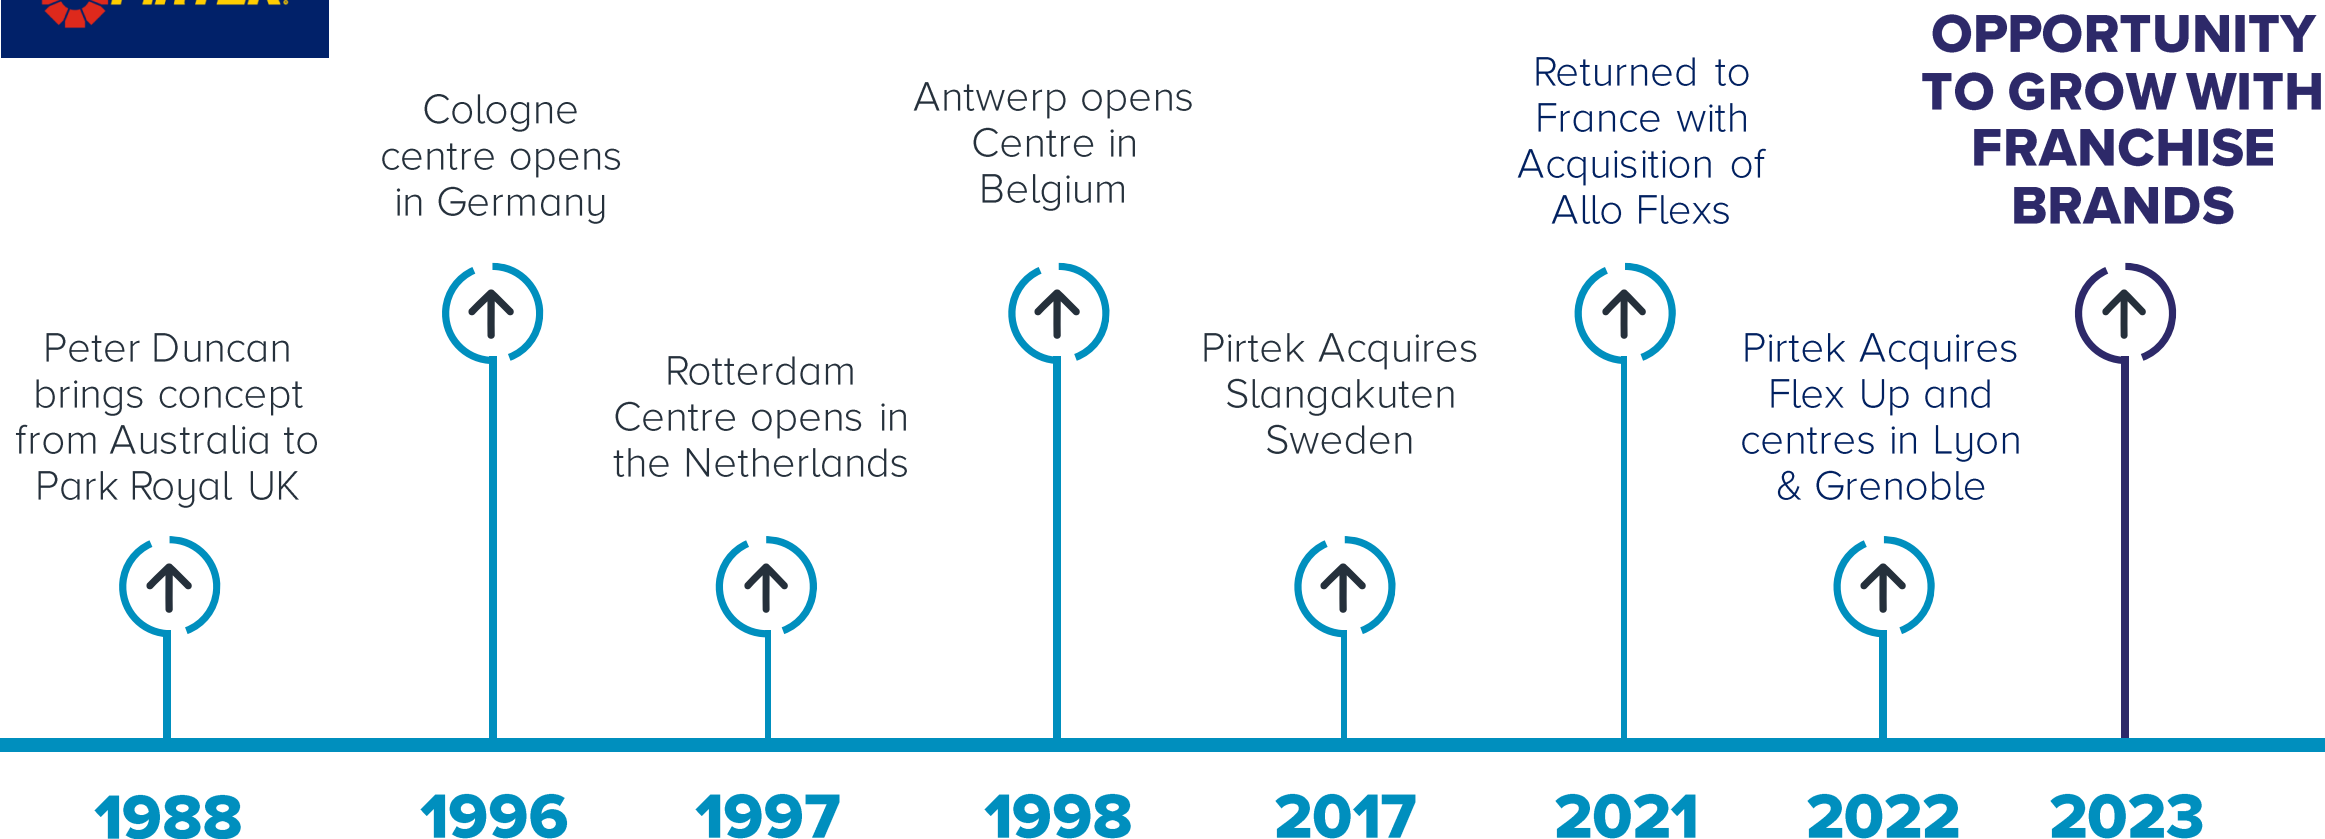 PIRTEK
Peter Duncan
brings concept
from Australia to
Park Royal UK
1988
Cologne
centre opens
in Germany
1996
Rotterdam
Centre opens in
the Netherlands
1997
Antwerp opens
Centre in
Belgium
1998
Pirtek Acquires
Slangakuten
Sweden
2017
Returned to
France with
Acquisition of
Allo Flexs
2021
Pirtek Acquires
Flex Up and
centres in Lyon
& Grenoble
2022
OPPORTUNITY
TO GROW WITH
FRANCHISE
BRANDS
2023